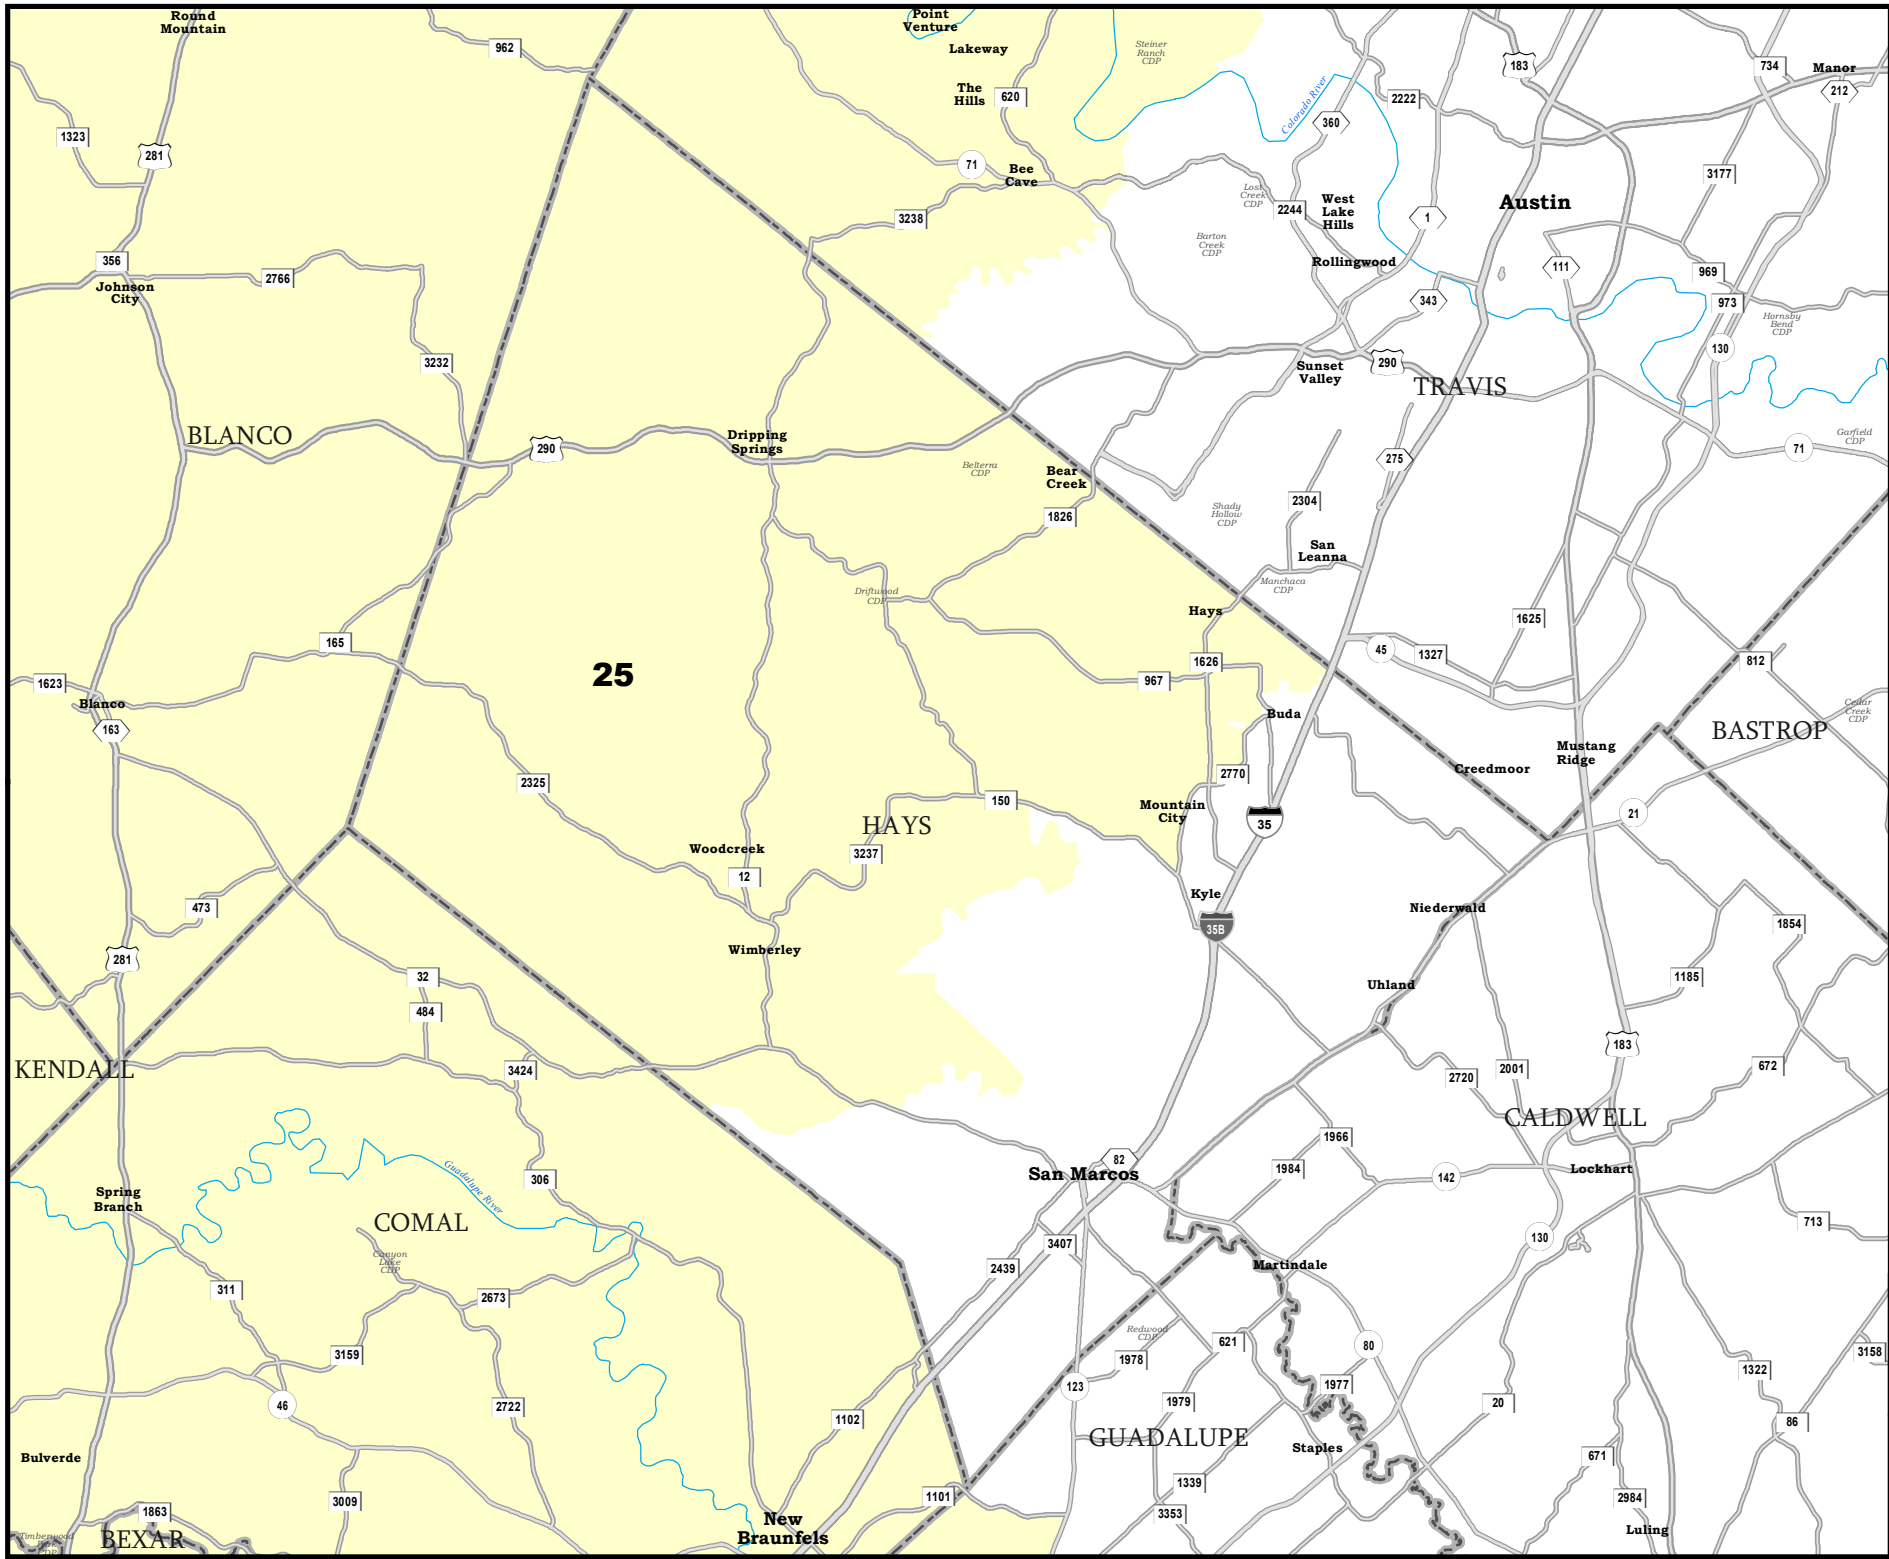 Round
Mountain
962
Point
Venture
Lakeway
Steiner
Ranch
CDP
183
734
Manor
212
The
Hills
620
2222
Colorado River
360
1323
281
71
Bee
Cave
3177
Lost
Creek
CDP
2244
West
Lake
Hills
1
Austin
3238
Barton
Creek
CDP
356
Johnson
City
2766
Rollingwood
111
969
343
973
Hornsby
Bend
CDP
130
3232
Sunset
Valley
290
TRAVIS
BLANCO
290
Dripping
Springs
Garfield
CDP
71
Belterra
CDP
Bear
Creek
275
2304
Shady
Hollow
CDP
1826
San
Leanna
Manchaca
CDP
Driftwood
CDP
Hays
1625
165
45
1327
812
25
1626
967
1623
Blanco
163
Buda
Cedar
Creek
CDP
BASTROP
Mustang
Ridge
Creedmoor
2325
2770
150
Mountain
City
HAYS
35
21
Woodcreek
3237
12
Kyle
473
Niederwald
35B
1854
Wimberley
281
32
1185
Uhland
484
183
KENDALL
3424
2720
2001
672
CALDWELL
1966
82
San Marcos
1984
142
Lockhart
Guadalupe River
306
Spring
Branch
COMAL
713
3407
130
Canyon
Lake
CDP
2439
Martindale
311
2673
Redwood
CDP
621
80
3159
1978
3158
1322
123
1977
46
2722
1979
20
1102
86
GUADALUPE
Staples
Bulverde
671
1339
3009
1101
2984
1863
3353
New
Braunfels
Luling
BEXAR
Timberwood
CDP